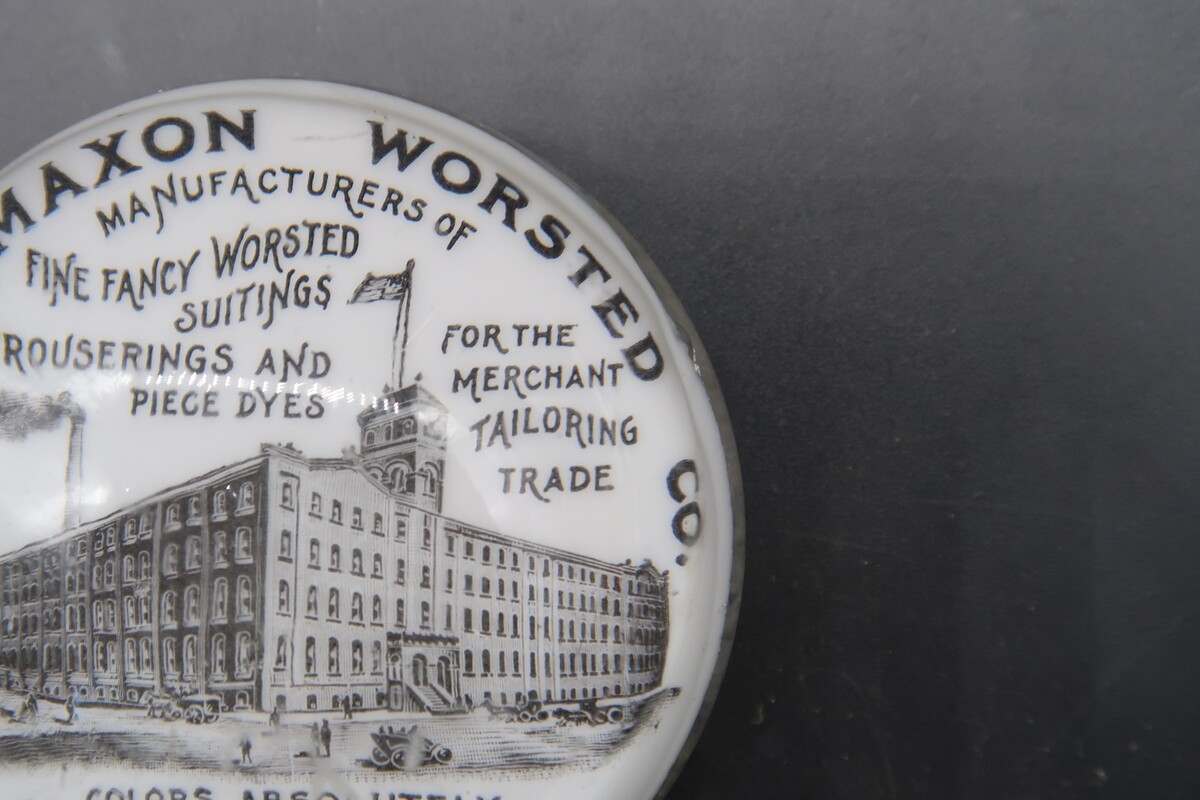 MAXON WORSTED CO.
MANUFACTURERS OF
FINE FANCY WORSTED
SUITINGS
ROUSERINGS AND
PIECE DYES
FOR THE
MERCHANT
TAILORING
TRADE
COLORS ABSOLUTELY